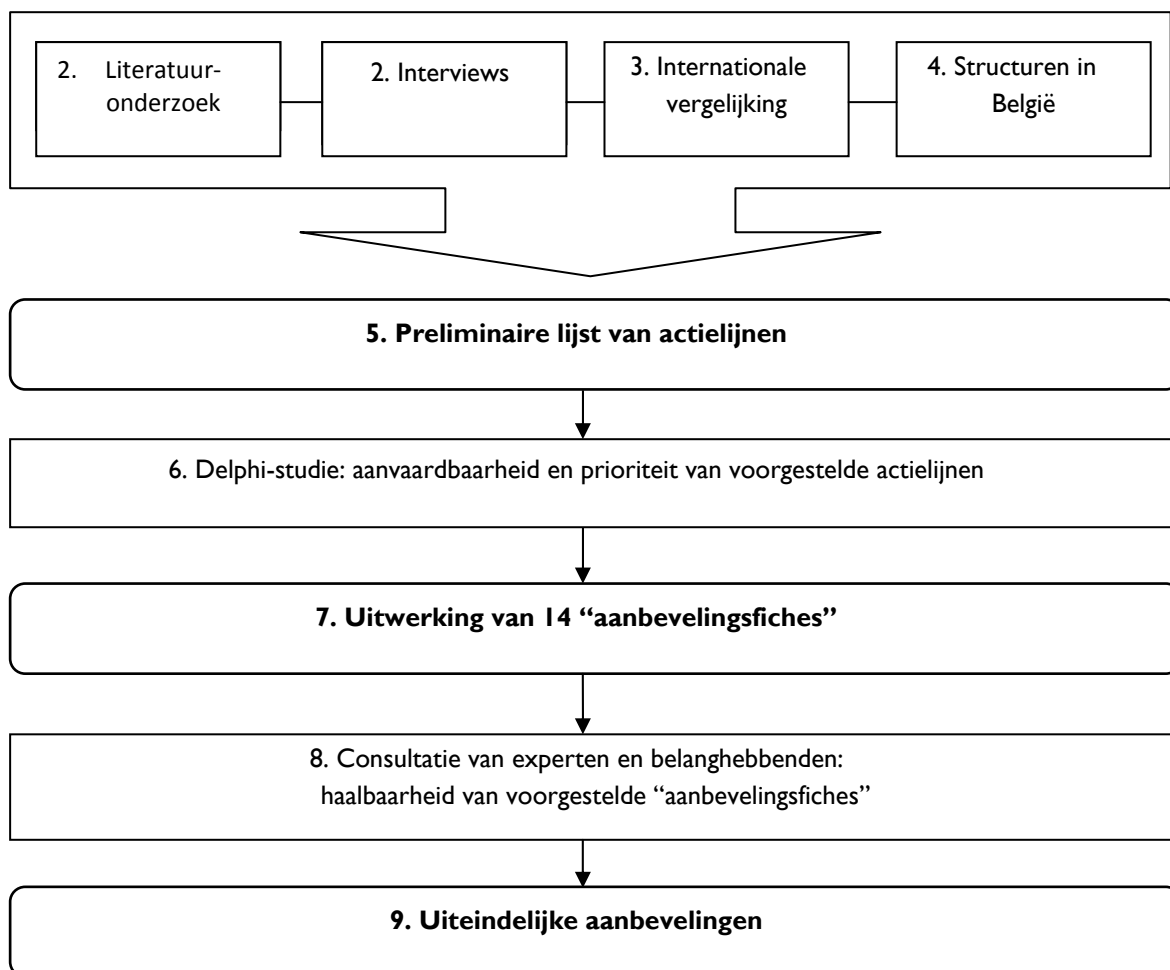 2. Literatuur-
onderzoek
2. Interviews
3. Internationale
vergelijking
4. Structuren in
België
5. Preliminaire lijst van actielijnen
6. Delphi-studie: aanvaardbaarheid en prioriteit van voorgestelde actielijnen
7. Uitwerking van 14 “aanbevelingsfiches”
8. Consultatie van experten en belanghebbenden:
haalbaarheid van voorgestelde “aanbevelingsfiches”
9. Uiteindelijke aanbevelingen